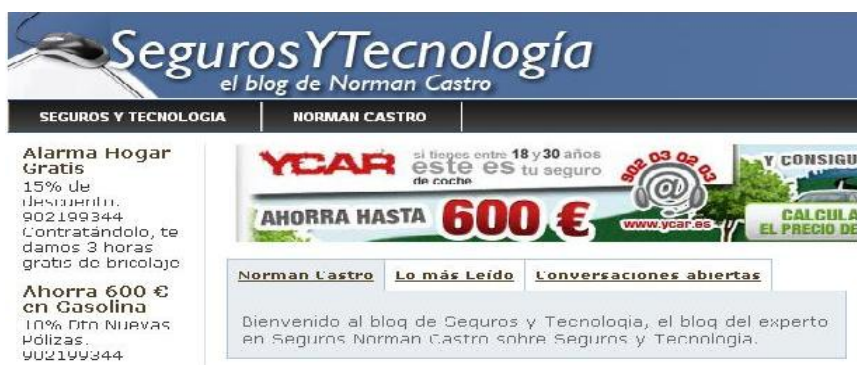 SegurosYTecnología
el blog de Norman Castro
SEGUROS Y TECNOLOGIA
NORMAN CASTRO
Alarma Hogar
Gratis
15% de
descuento.
902199344
Contratándolo, te
damos 3 horas
gratis de bricolaje
Ahorra 600 €
en Gasolina
10% Dto Nuevas
Pólizas.
902199344
YCAR
si tienes entre 18 y 30 años
este es tu seguro
de coche
AHORRA HASTA 600 €
902 03 02 03
www.ycar.es
Y CONSIGU
CALCULA
EL PRECIO DE
Norman Castro
Lo más Leído
Conversaciones abiertas
Bienvenido al blog de Seguros y Tecnologia, el blog del experto
en Seguros Norman Castro sobre Seguros y Tecnologia.